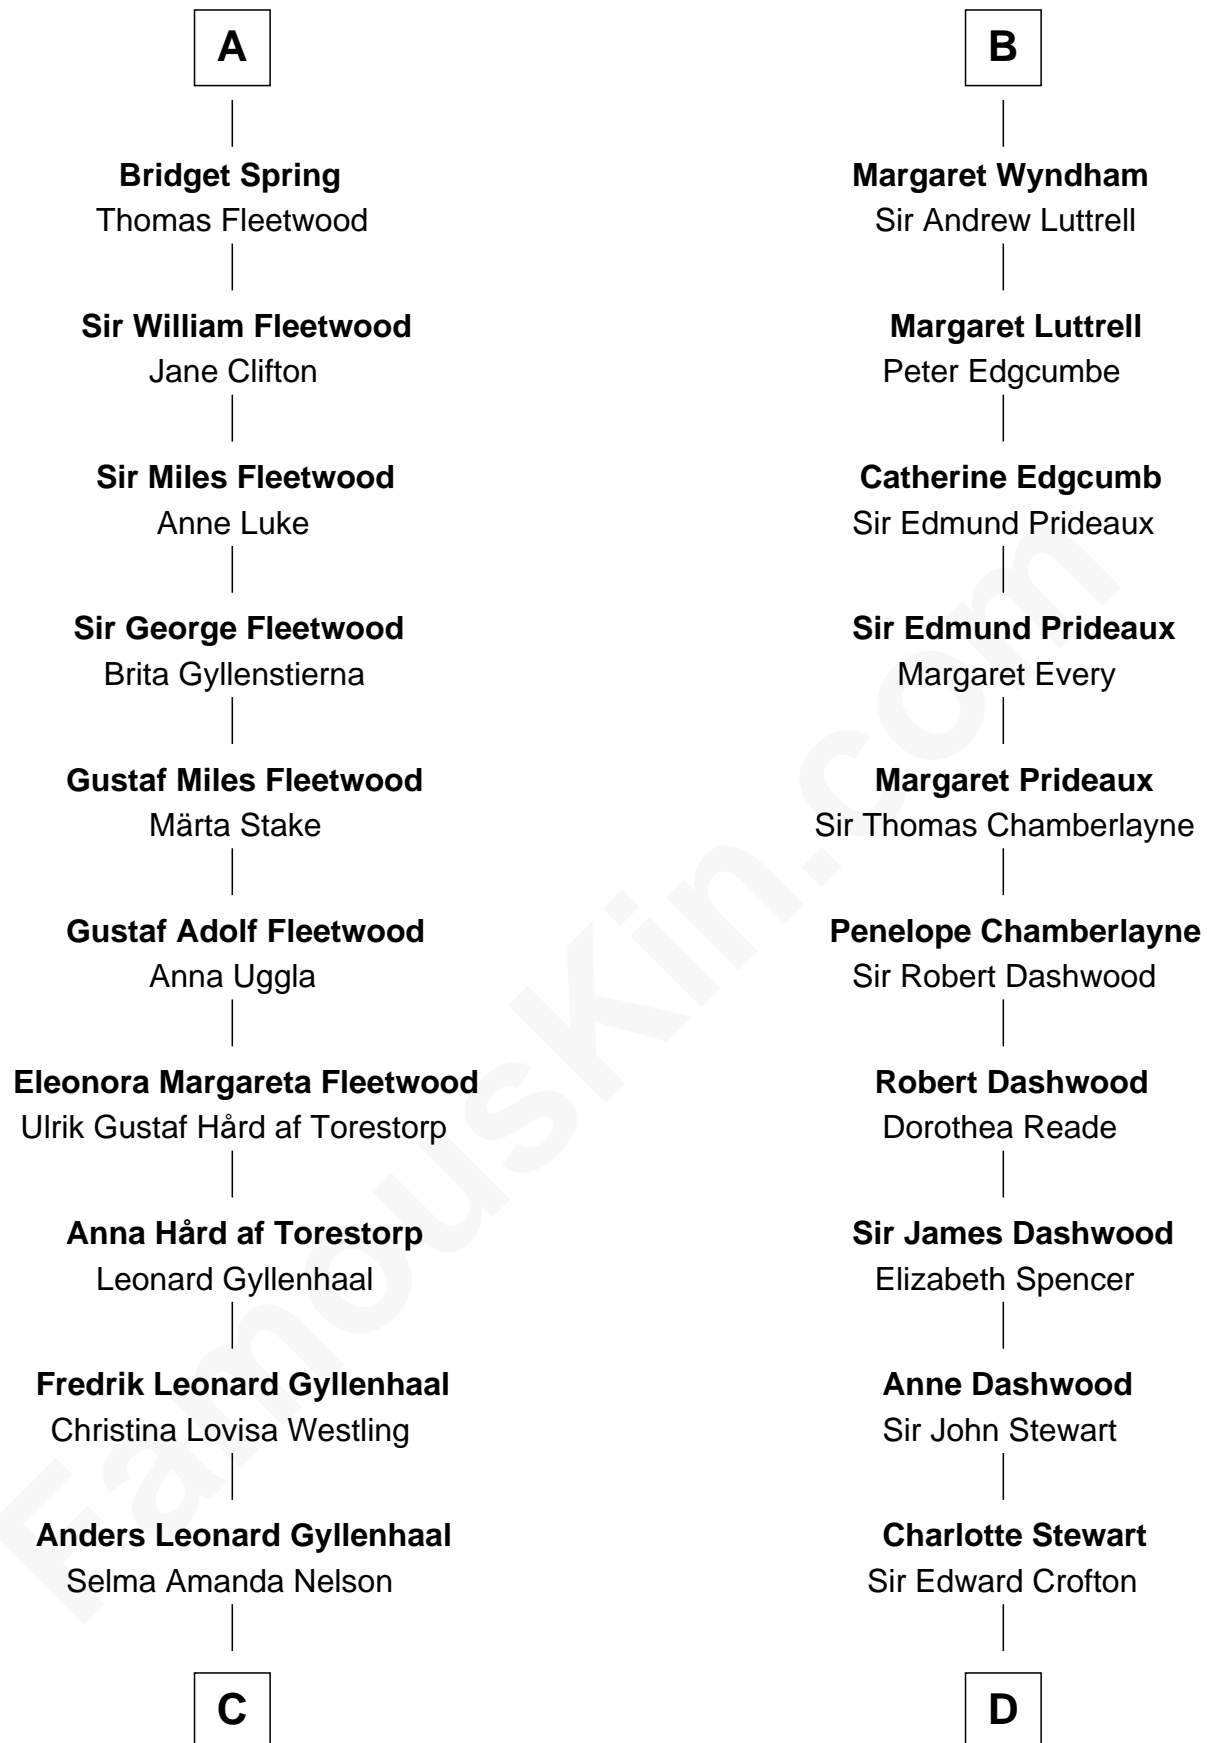 A
Bridget Spring
Thomas Fleetwood
Sir William Fleetwood
Jane Clifton
Sir Miles Fleetwood
Anne Luke
Sir George Fleetwood
Brita Gyllenstierna
Gustaf Miles Fleetwood
Märta Stake
Gustaf Adolf Fleetwood
Anna Uggla
Eleonora Margareta Fleetwood
Ulrik Gustaf Hård af Torestorp
Anna Hård af Torestorp
Leonard Gyllenhaal
Fredrik Leonard Gyllenhaal
Christina Lovisa Westling
Anders Leonard Gyllenhaal
Selma Amanda Nelson
C
B
Margaret Wyndham
Sir Andrew Luttrell
Margaret Luttrell
Peter Edgcumbe
Catherine Edgcumb
Sir Edmund Prideaux
Sir Edmund Prideaux
Margaret Every
Margaret Prideaux
Sir Thomas Chamberlayne
Penelope Chamberlayne
Sir Robert Dashwood
Robert Dashwood
Dorothea Reade
Sir James Dashwood
Elizabeth Spencer
Anne Dashwood
Sir John Stewart
Charlotte Stewart
Sir Edward Crofton
D
FamousKin.com